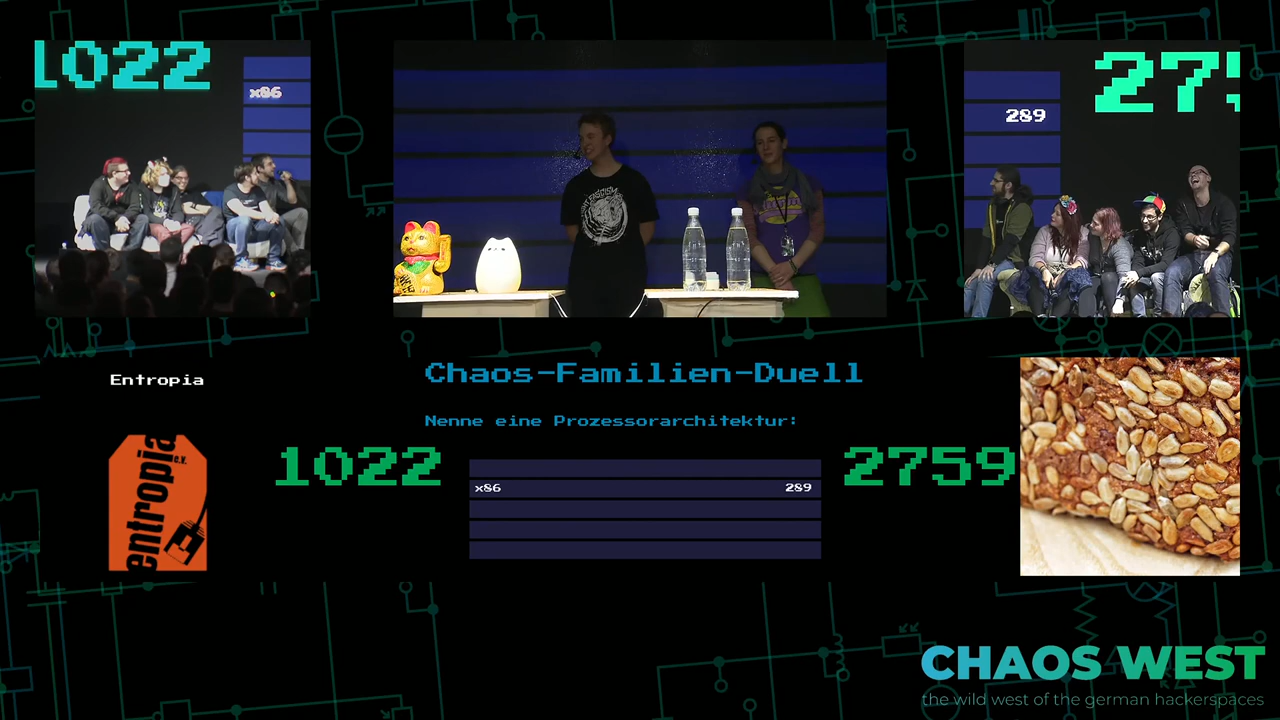 1022
x86
289
27
Entropia
entropia
e.V.
Chaos-Familien-Duell
Nenne eine Prozessorarchitektur:
1022
2759
x86 289
CHAOS WEST
the wild west of the german hackerspaces